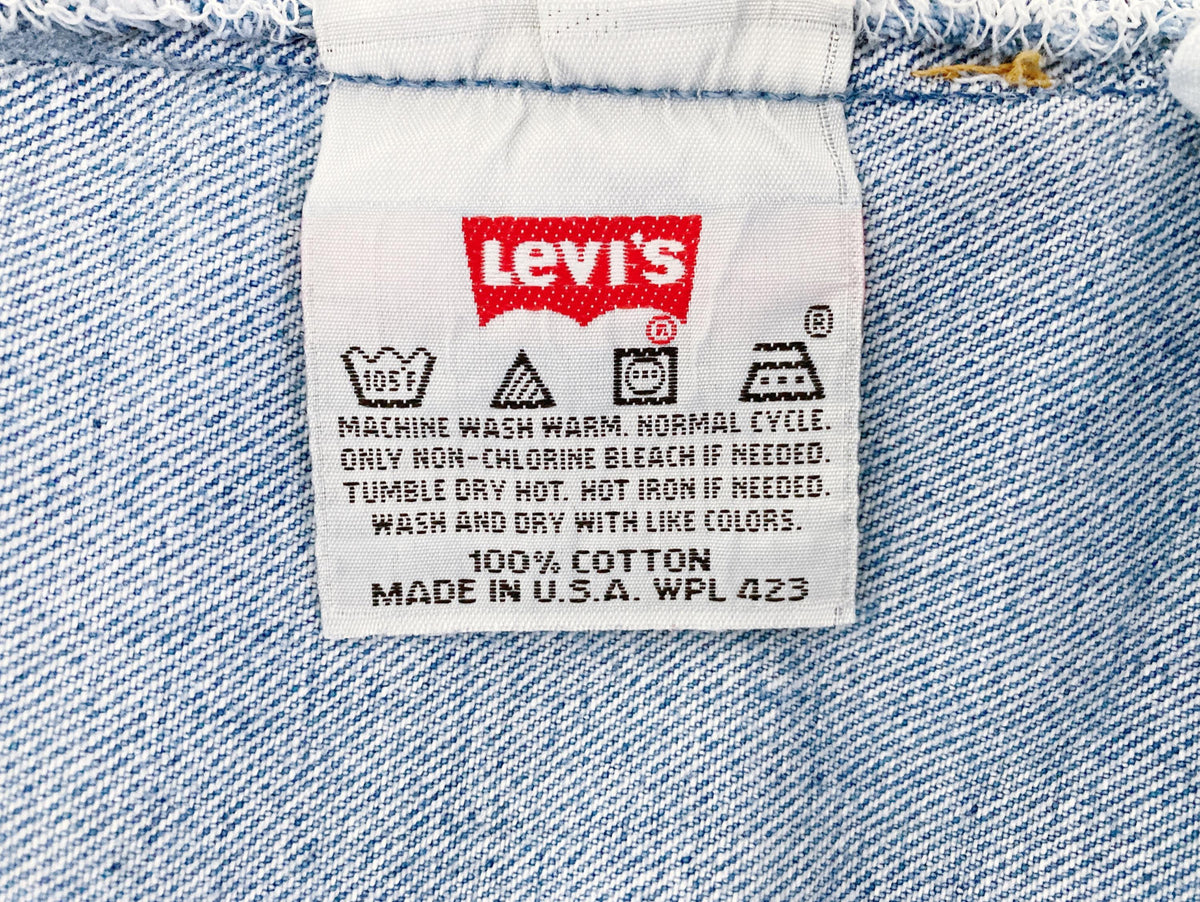 Levi's
®
®
105°F
MACHINE WASH WARM. NORMAL CYCLE.
ONLY NON-CHLORINE BLEACH IF NEEDED.
TUMBLE DRY HOT. HOT IRON IF NEEDED.
WASH AND DRY WITH LIKE COLORS.
100% COTTON
MADE IN U.S.A. WPL 423